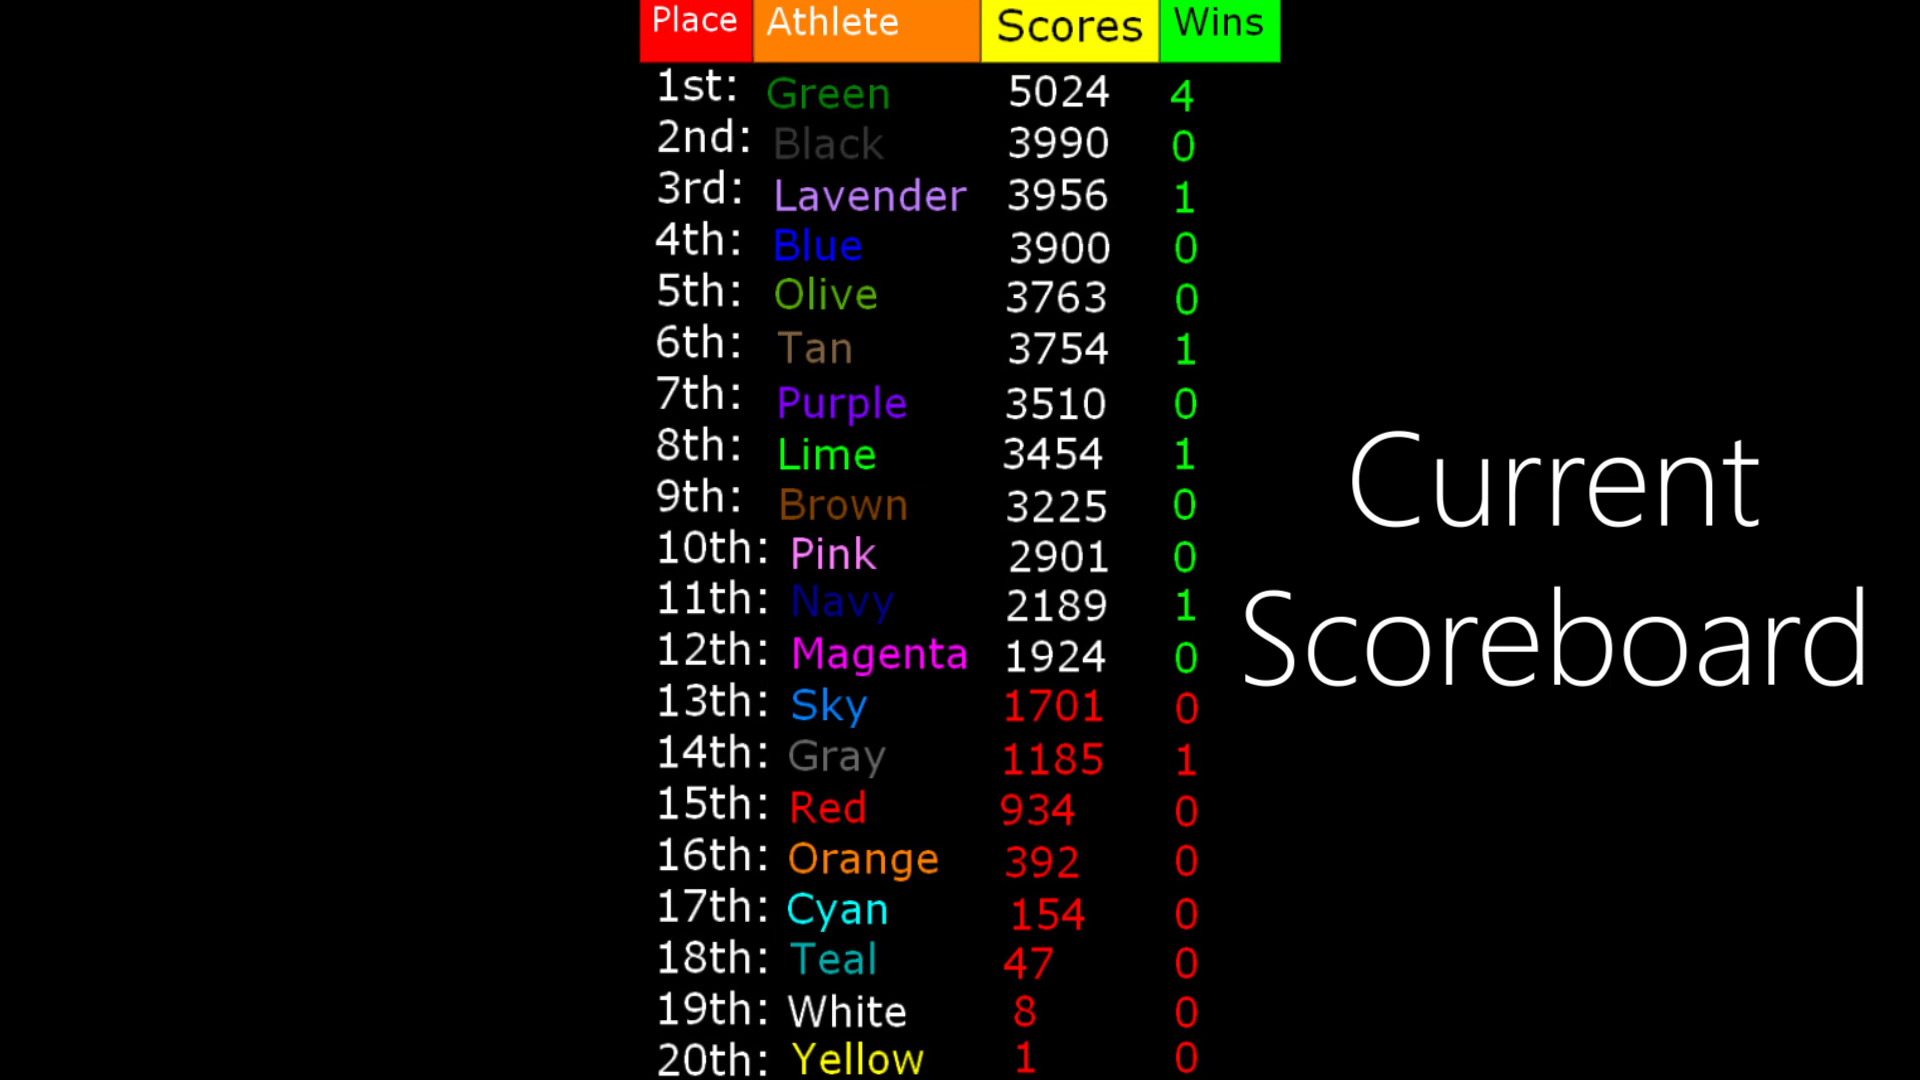 Place Athlete Scores Wins
1st: Green 5024 4
2nd: Black 3990 0
3rd: Lavender 3956 1
4th: Blue 3900 0
5th: Olive 3763 0
6th: Tan 3754 1
7th: Purple 3510 0
8th: Lime 3454 1
9th: Brown 3225 0
10th: Pink 2901 0
11th: Navy 2189 1
12th: Magenta 1924 0
13th: Sky 1701 0
14th: Gray 1185 1
15th: Red 934 0
16th: Orange 392 0
17th: Cyan 154 0
18th: Teal 47 0
19th: White 8 0
20th: Yellow 1 0
Current
Scoreboard